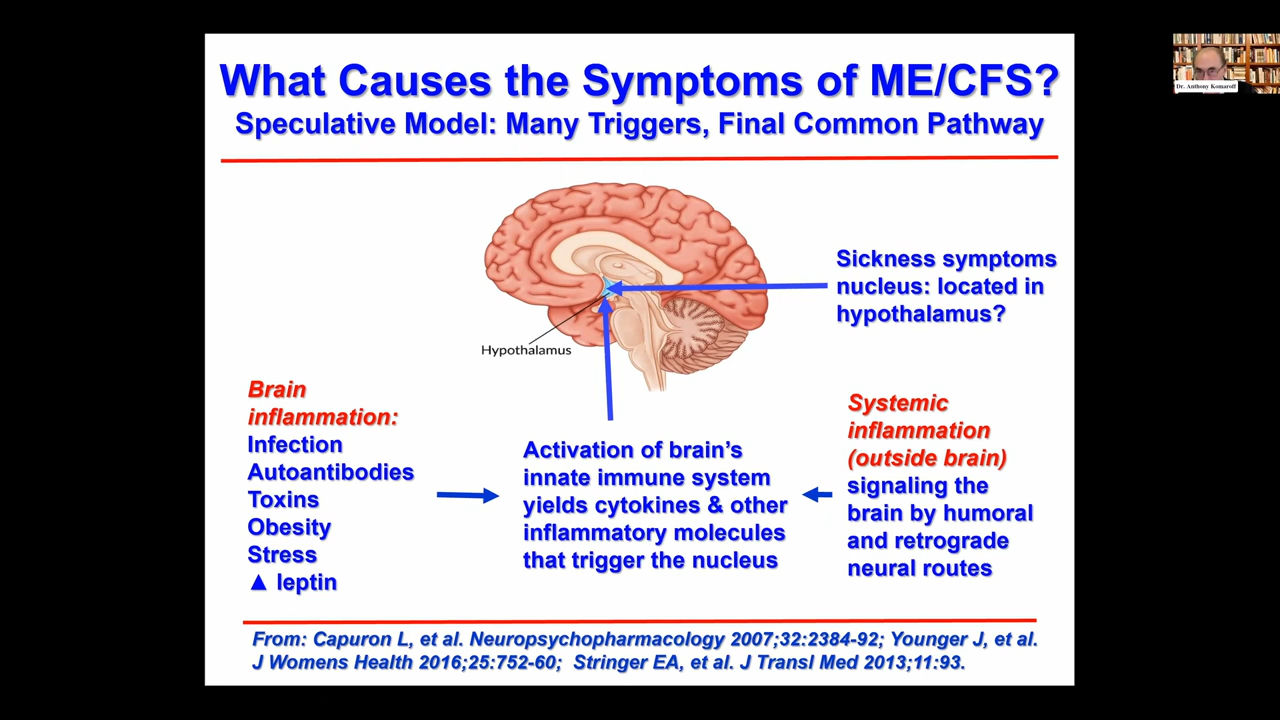 What Causes the Symptoms of ME/CFS?
Speculative Model: Many Triggers, Final Common Pathway
Dr. Anthony Komaroff
Sickness symptoms
nucleus: located in
hypothalamus?
Hypothalamus
Brain
inflammation:
Infection
Autoantibodies
Toxins
Obesity
Stress
▲ leptin
Activation of brain’s
innate immune system
yields cytokines & other
inflammatory molecules
that trigger the nucleus
Systemic
inflammation
(outside brain)
signaling the
brain by humoral
and retrograde
neural routes
From: Capuron L, et al. Neuropsychopharmacology 2007;32:2384-92; Younger J, et al.
J Womens Health 2016;25:752-60; Stringer EA, et al. J Transl Med 2013;11:93.